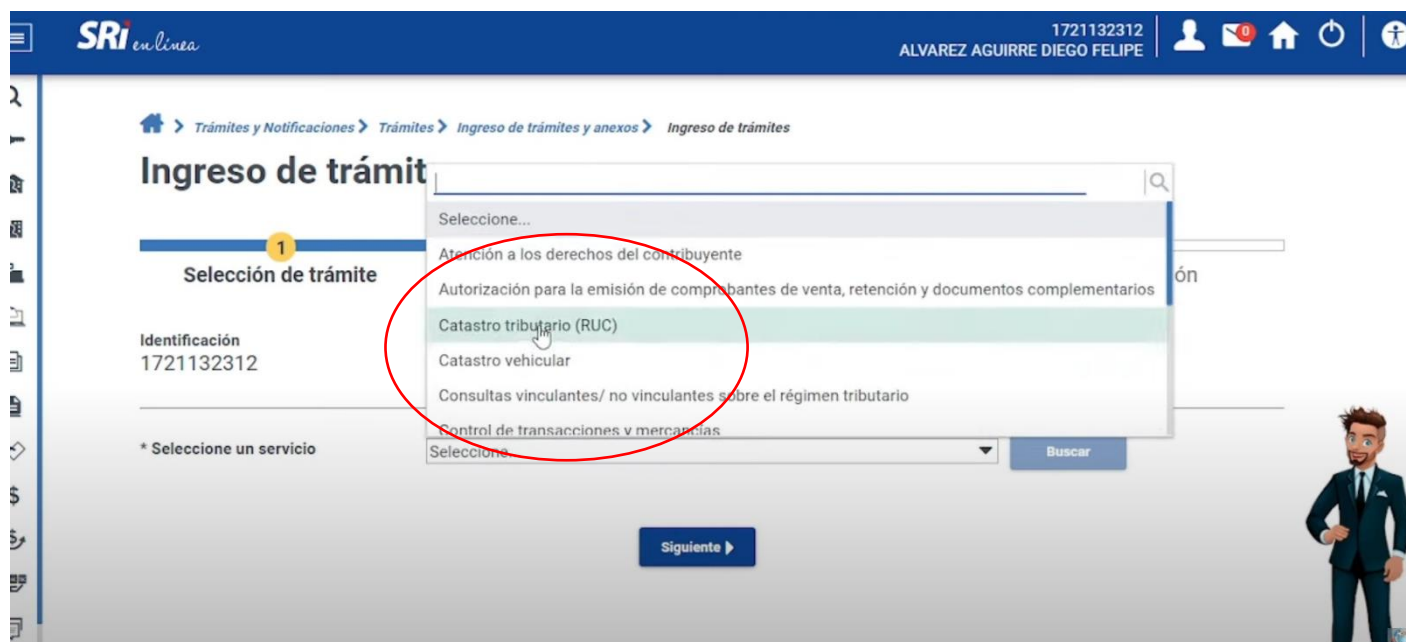 SRi en línea
1721132312
ALVAREZ AGUIRRE DIEGO FELIPE
0
Trámites y Notificaciones > Trámites > Ingreso de trámites y anexos > Ingreso de trámites
Ingreso de trámit
Seleccione...
1
Atención a los derechos del contribuyente
Selección de trámite
ón
Autorización para la emisión de comprobantes de venta, retención y documentos complementarios
Catastro tributario (RUC)
Identificación
1721132312
Catastro vehicular
Consultas vinculantes/ no vinculantes sobre el régimen tributario
Control de transacciones y mercancías
* Seleccione un servicio
Seleccione...
Buscar
Siguiente